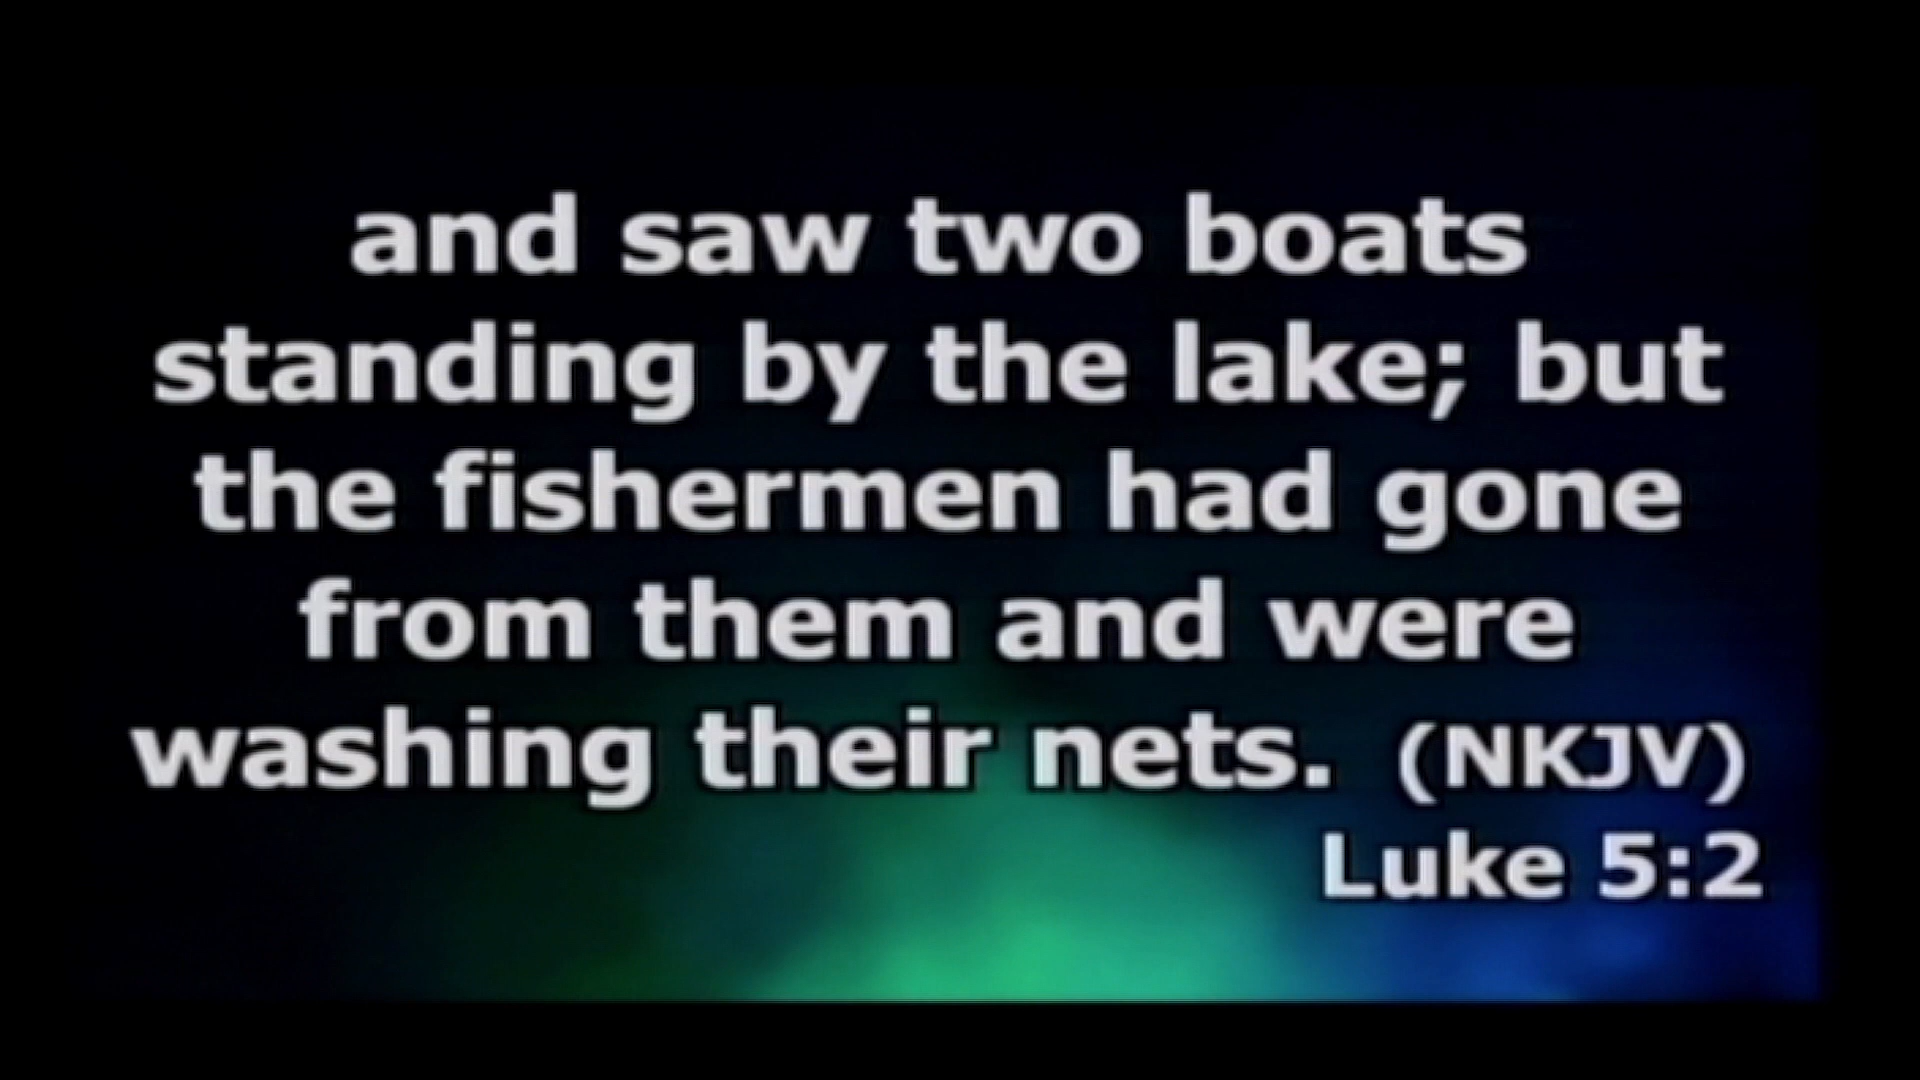 and saw two boats
standing by the lake; but
the fishermen had gone
from them and were
washing their nets. (NKJV)
Luke 5:2